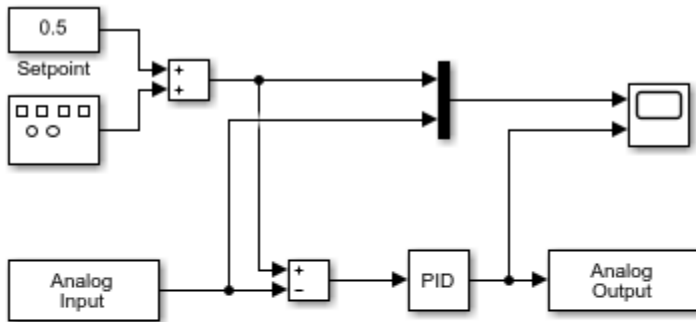 0.5
Setpoint
+
+
Analog
Input
+
−
PID
Analog
Output